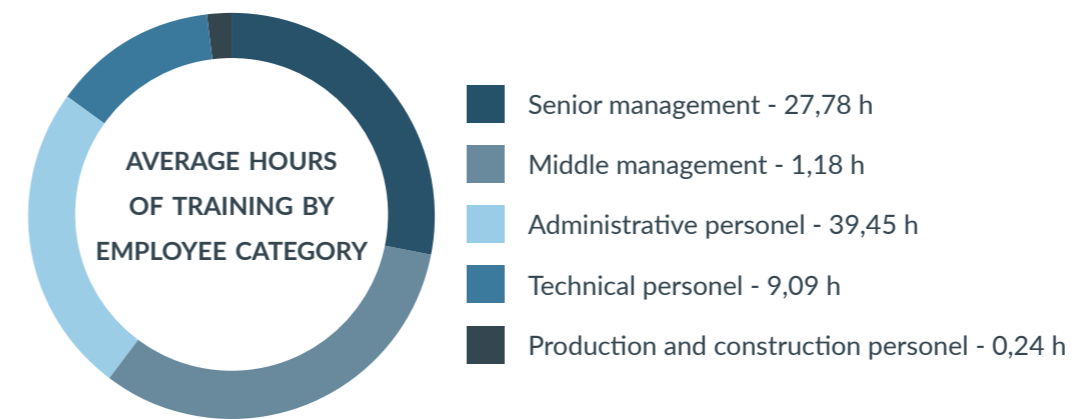 AVERAGE HOURS
OF TRAINING BY
EMPLOYEE CATEGORY
Senior management - 27,78 h
Middle management - 1,18 h
Administrative personel - 39,45 h
Technical personel - 9,09 h
Production and construction personel - 0,24 h